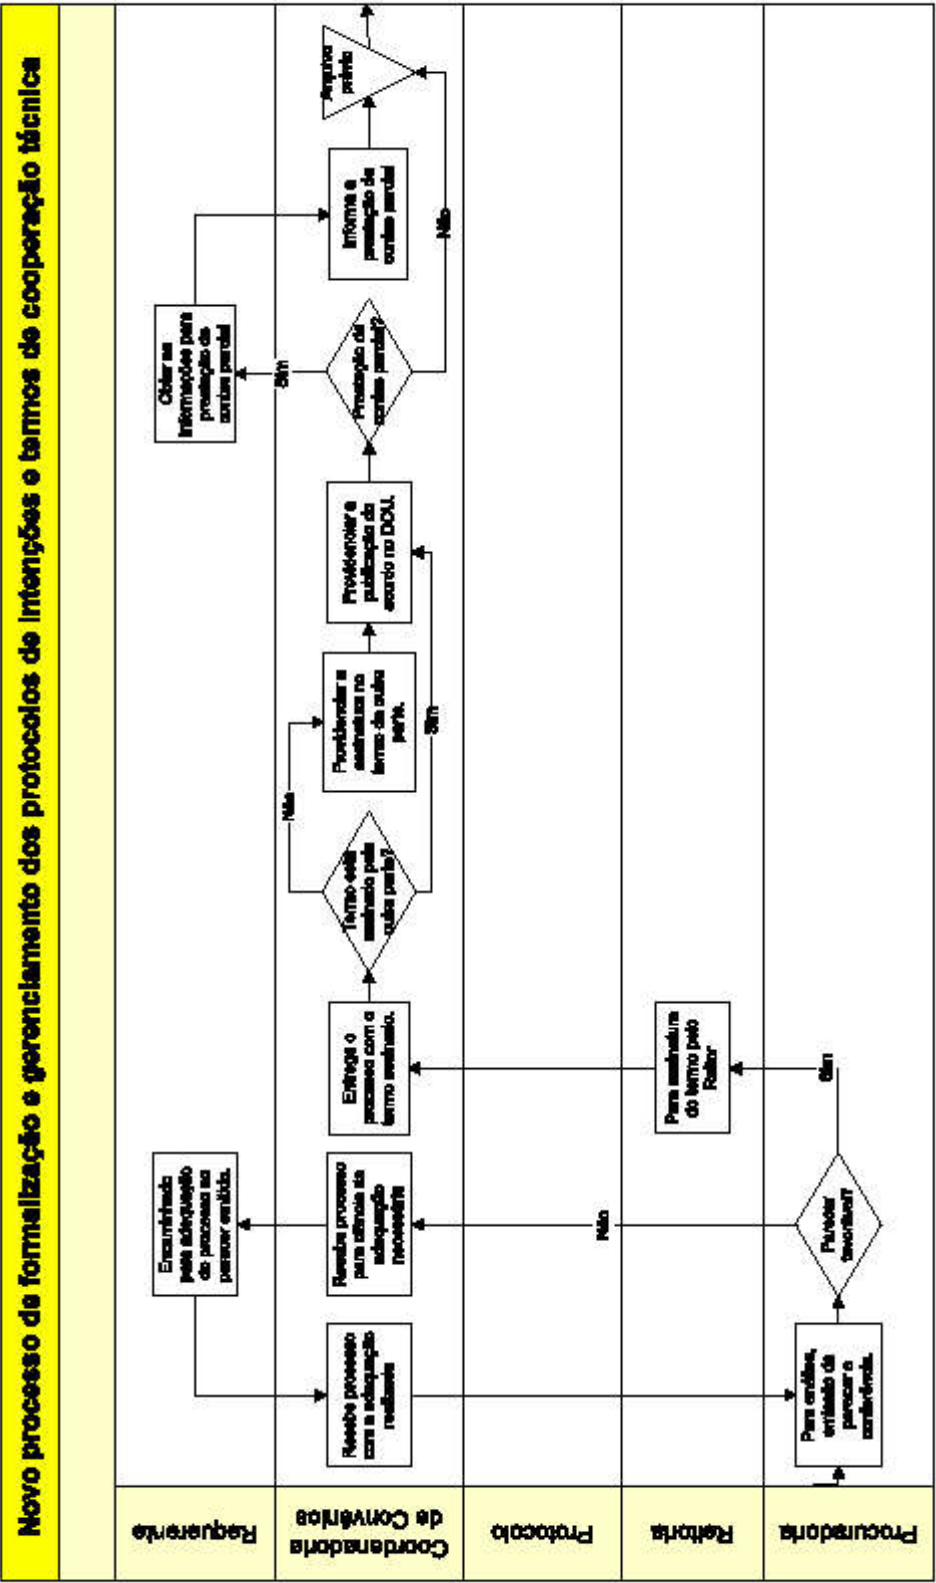 Novo processo de formalização e gerenciamento dos protocolos de intenções e termos de cooperação técnica
Requerente
Encaminhado
para adequação
do processo ao
parecer emitido.
Obter as
informações para
prestação de
contas parcial
Coordenadoria
de Convênios
Recebe processo
com a adequação
realizada
Recebe processo
para ciência da
adequação
necessária
Entrega o
processo com o
termo assinado.
Termo está
assinado pela
outra parte?
Não
Sim
Providenciar a
assinatura no
termo da outra
parte.
Providenciar a
publicação do
acordo no DOU.
Prestação de
contas parcial?
Sim
Não
Informa a
prestação de
contas parcial
Arquivo
prévio
Protocolo
Não
Reitoria
Para assinatura
do termo pelo
Reitor
Procuradoria
Para análise,
emissão de
parecer e
conferência.
Parecer
favorável?
Sim